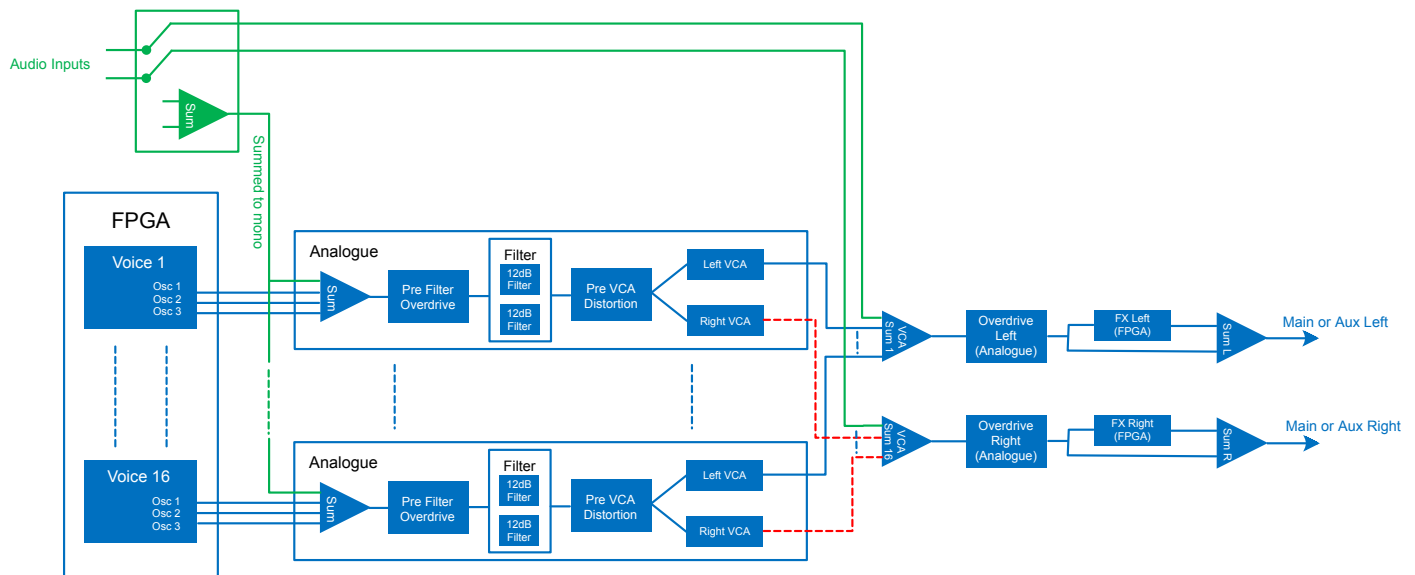 Audio Inputs
Sum
Summed to mono
FPGA
Voice 1
Osc 1
Osc 2
Osc 3
Voice 16
Osc 1
Osc 2
Osc 3
Analogue
Sum
Pre Filter
Overdrive
Filter
12dB
Filter
12dB
Filter
Pre VCA
Distortion
Left VCA
Right VCA
Analogue
Sum
Pre Filter
Overdrive
Filter
12dB
Filter
12dB
Filter
Pre VCA
Distortion
Left VCA
Right VCA
VCA
Sum 1
Overdrive
Left
(Analogue)
FX Left
(FPGA)
Sum L
Main or Aux Left
VCA
Sum 16
Overdrive
Right
(Analogue)
FX Right
(FPGA)
Sum R
Main or Aux Right